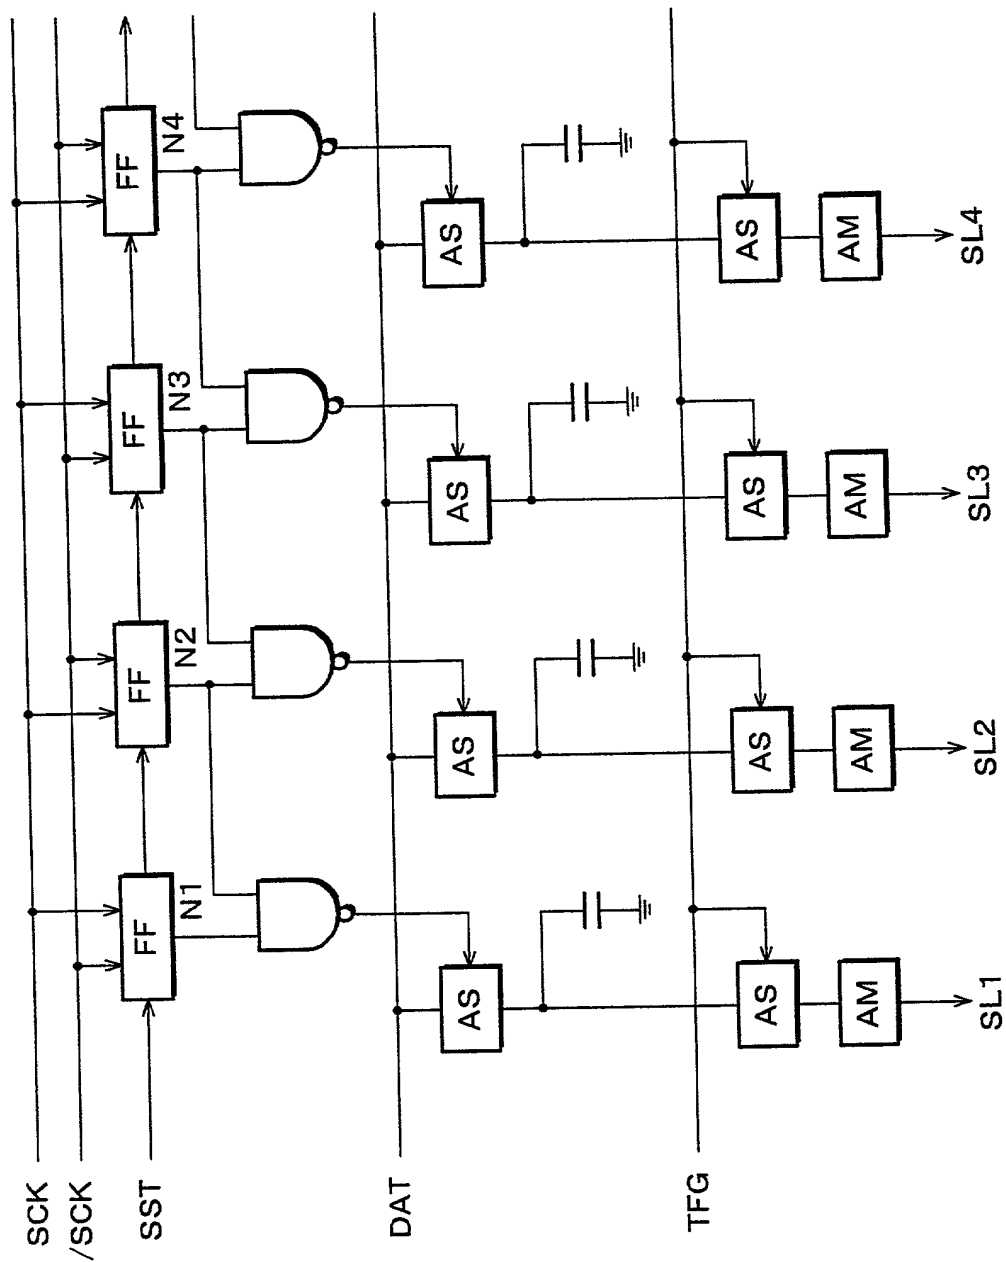 SCK
/SCK
SST
FF
FF
FF
FF
N1
N2
N3
N4
DAT
AS
AS
AS
AS
TFG
AS
AS
AS
AS
AM
AM
AM
AM
SL1
SL2
SL3
SL4